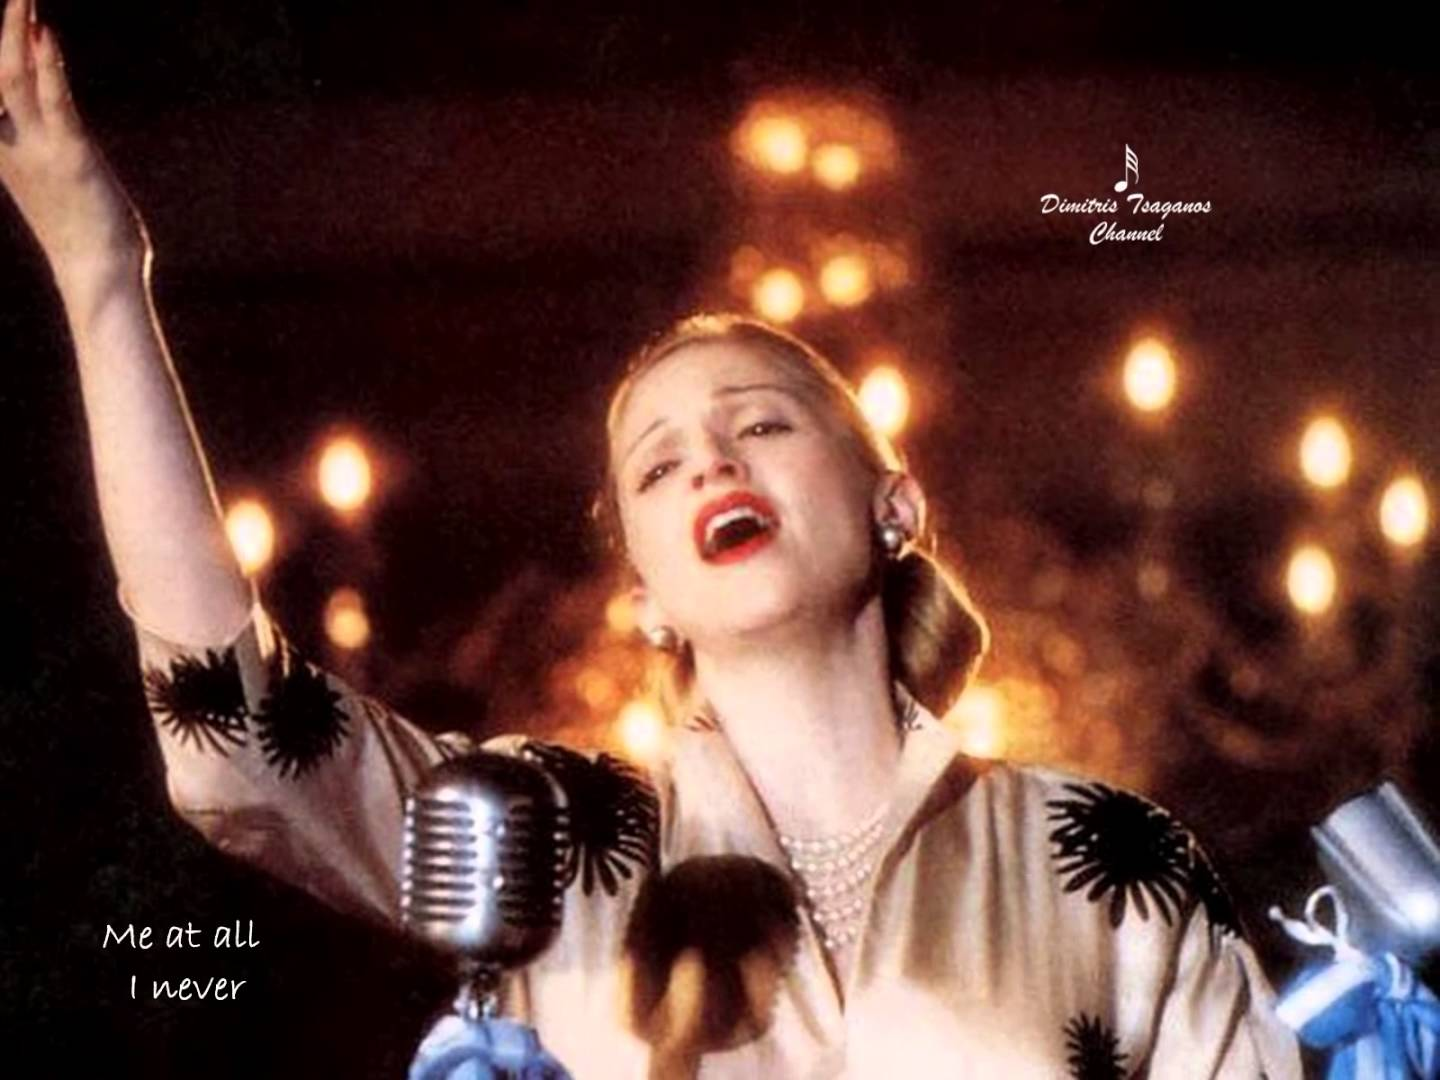 Dimitris Tsaganos
Channel
Me at all
I never